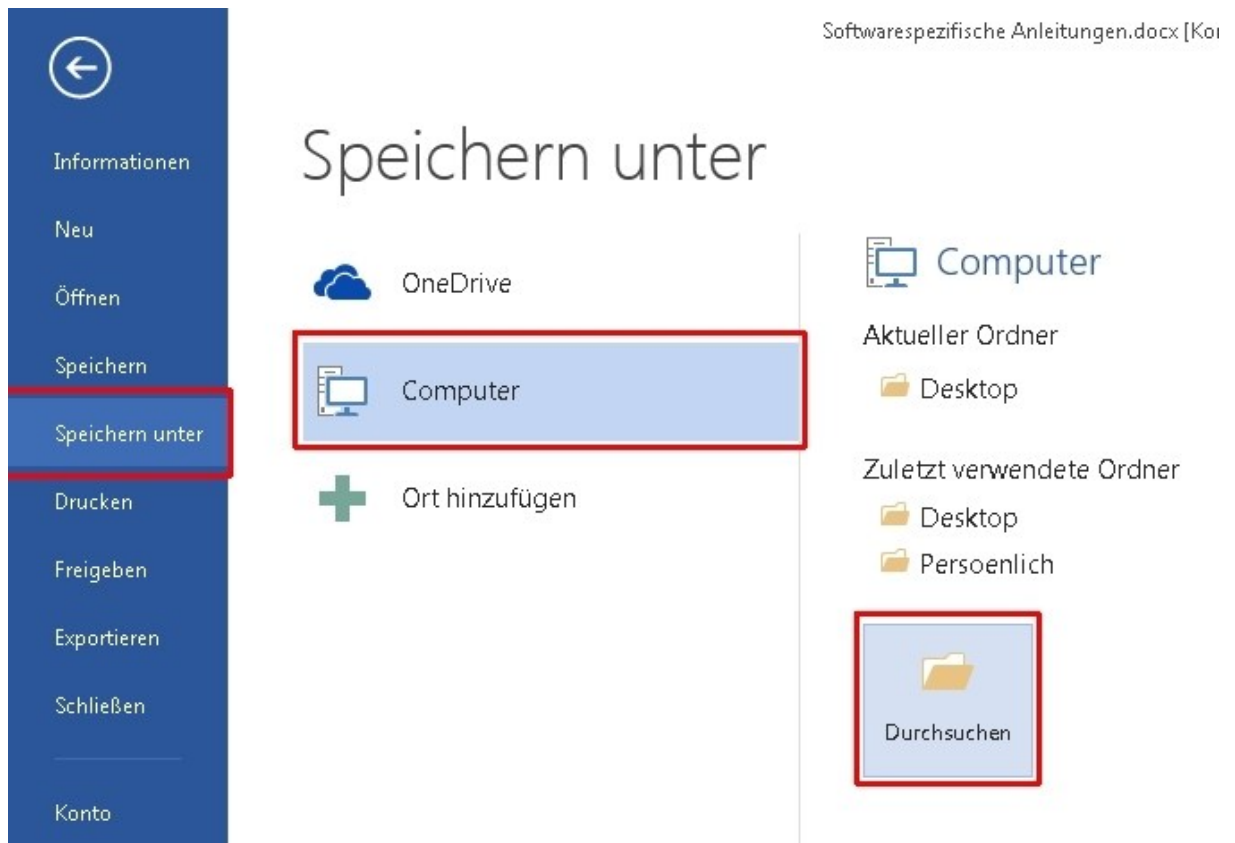 Softwarespezifische Anleitungen.docx [Ko
Informationen
Neu
Öffnen
Speichern
Speichern unter
Drucken
Freigeben
Exportieren
Schließen
Konto
Speichern unter
OneDrive
Computer
Ort hinzufügen
Computer
Aktueller Ordner
Desktop
Zuletzt verwendete Ordner
Desktop
Persoenlich
Durchsuchen